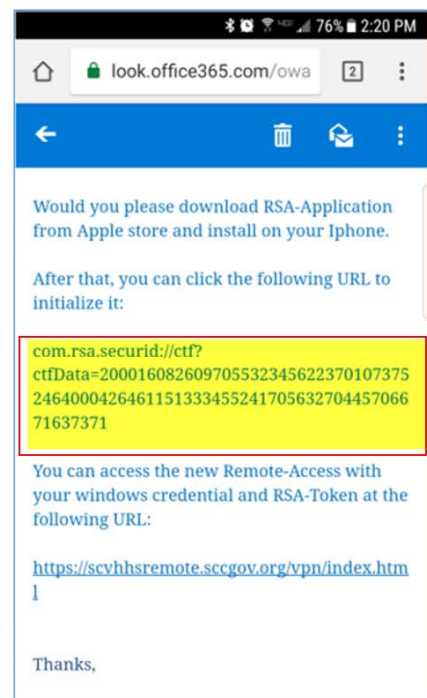 76% 2:20 PM
look.office365.com/owa 2
Would you please download RSA-Application
from Apple store and install on your Iphone.
After that, you can click the following URL to
initialize it:
com.rsa.securid://ctf?
ctfData=200016082609705532345622370107375
246400042646115133345524170563270445706 6
71637371
You can access the new Remote-Access with
your windows credential and RSA-Token at the
following URL:
https://scvhhsremote.sccgov.org/vpn/index.htm
l
Thanks,